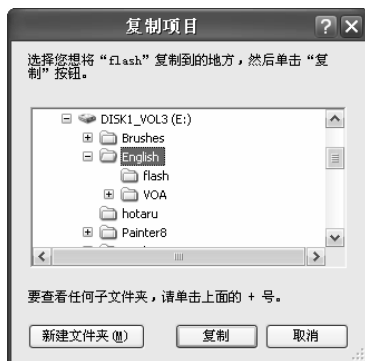 复制项目
选择您想将“flash”复制到的地方，然后单击“复
制”按钮。
DISK1_VOL3 (E:)
Brushes
English
flash
VOA
hotaru
Painter8
要查看任何子文件夹，请单击上面的 + 号。
新建文件夹(M) 复制 取消